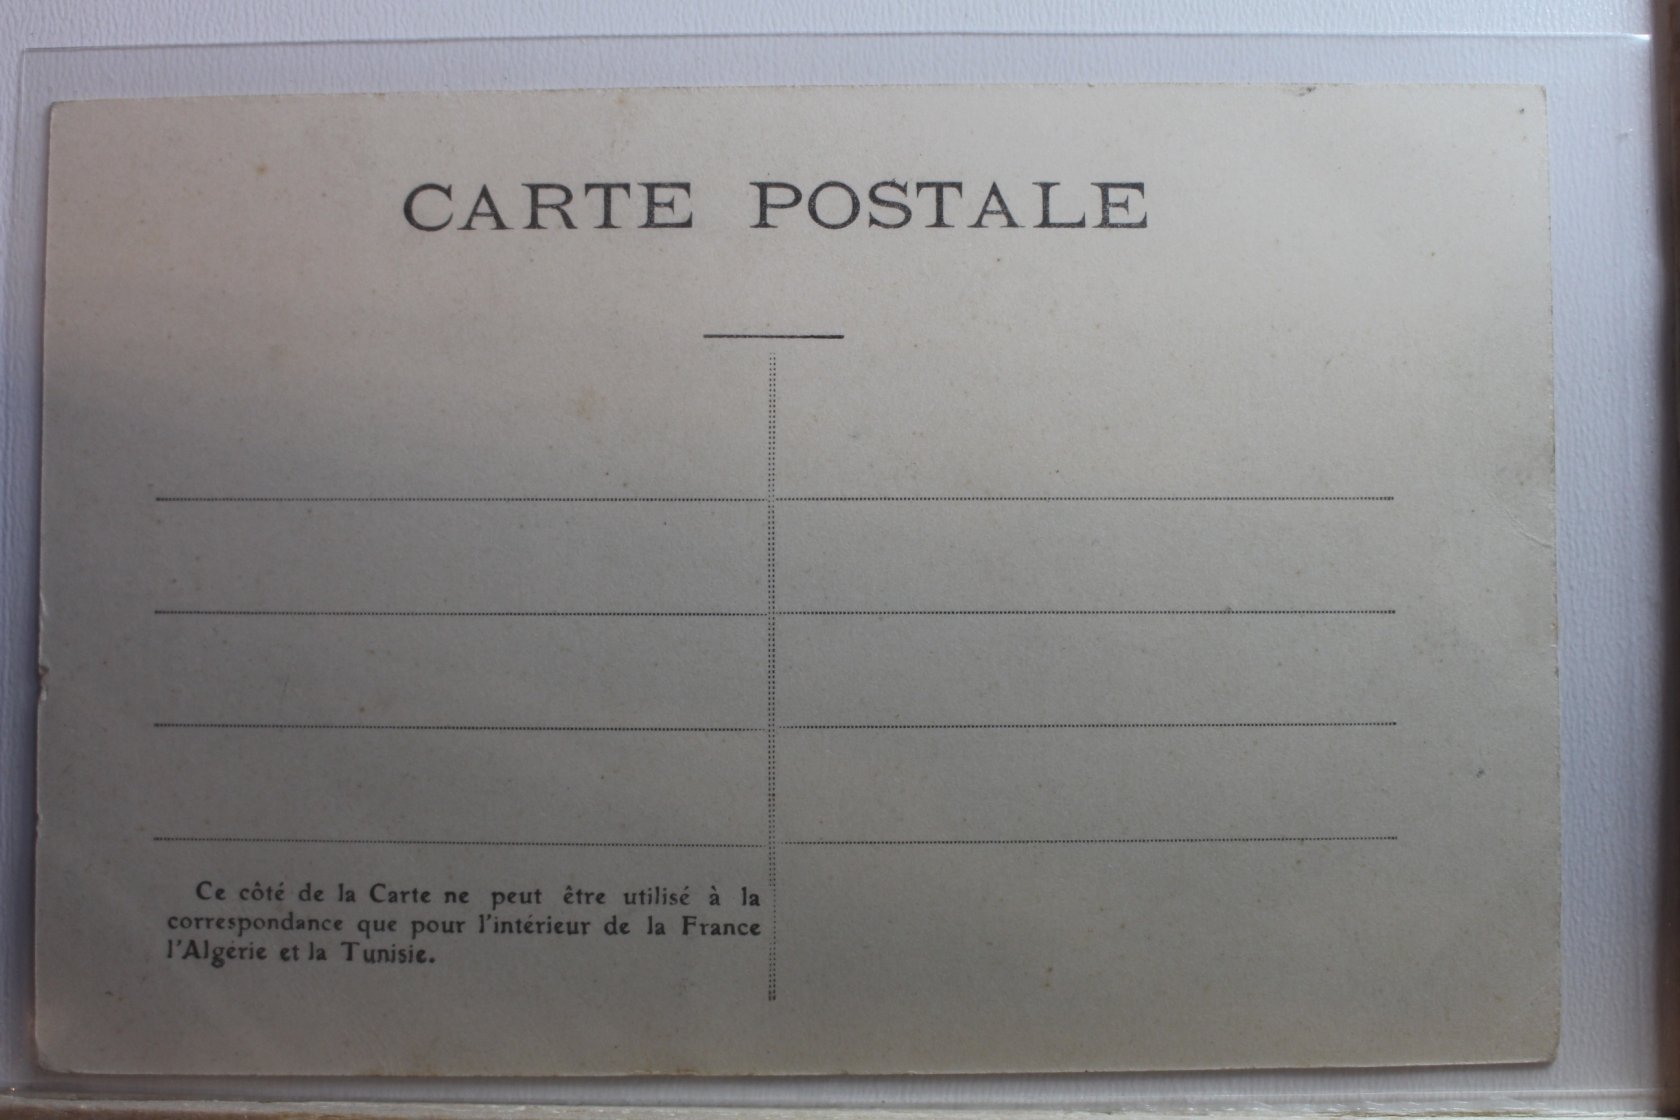 CARTE POSTALE
Ce côté de la Carte ne peut être utilisé à la
correspondance que pour l'intérieur de la France
l'Algérie et la Tunisie.